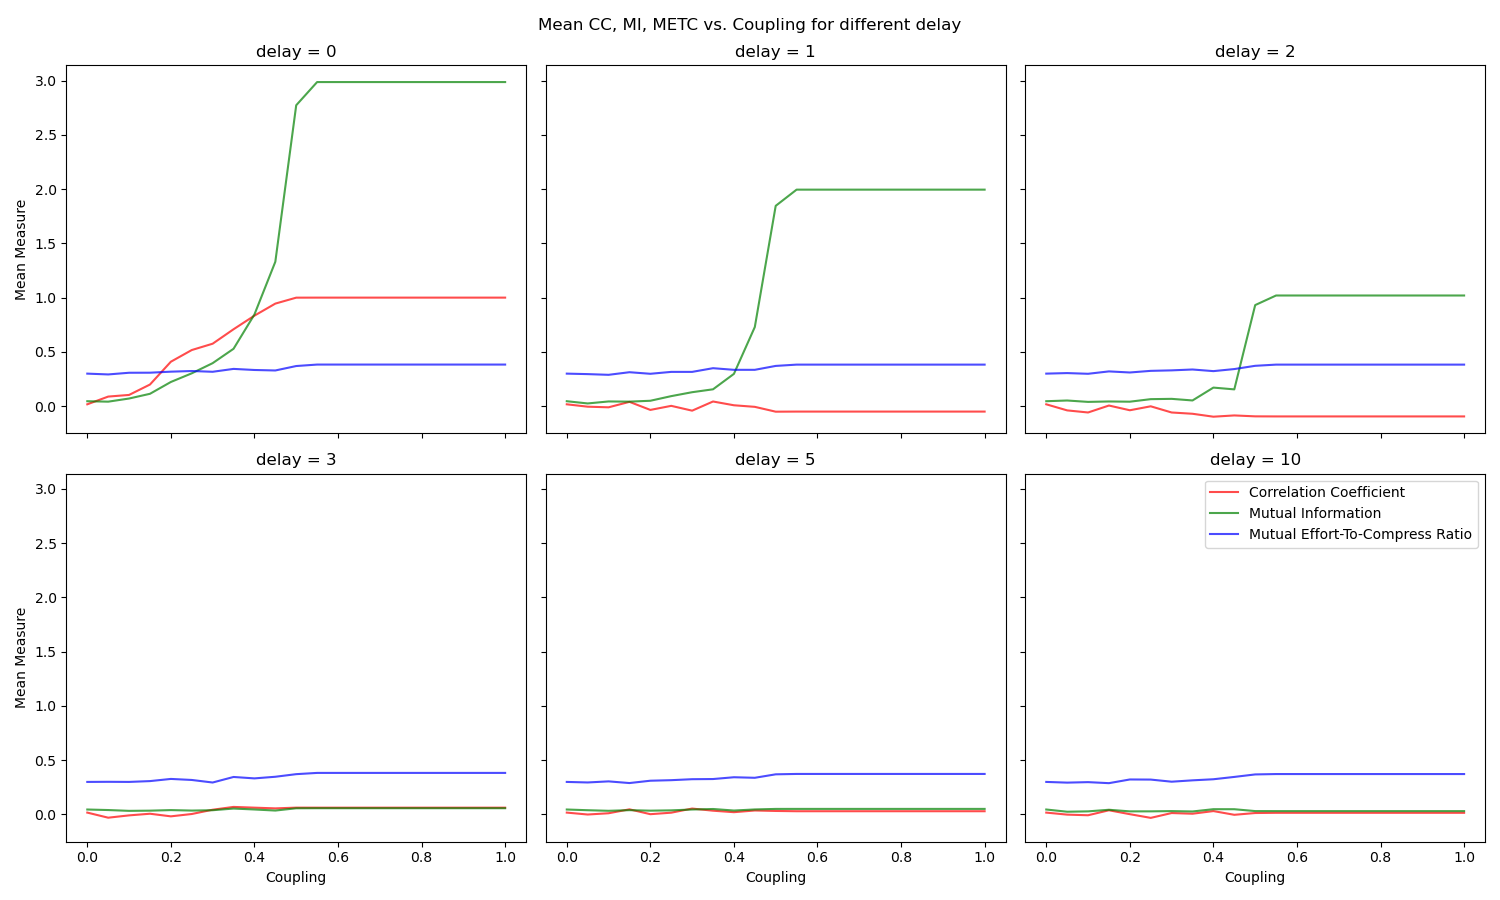 Mean CC, MI, METC vs. Coupling for different delay
delay = 0
delay = 1
delay = 2
3.0
2.5
2.0
1.5
1.0
0.5
0.0
Mean Measure
delay = 3
delay = 5
delay = 10
Correlation Coefficient
Mutual Information
Mutual Effort-To-Compress Ratio
3.0
2.5
2.0
1.5
1.0
0.5
0.0
Mean Measure
0.0 0.2 0.4 0.6 0.8 1.0
0.0 0.2 0.4 0.6 0.8 1.0
0.0 0.2 0.4 0.6 0.8 1.0
Coupling
Coupling
Coupling